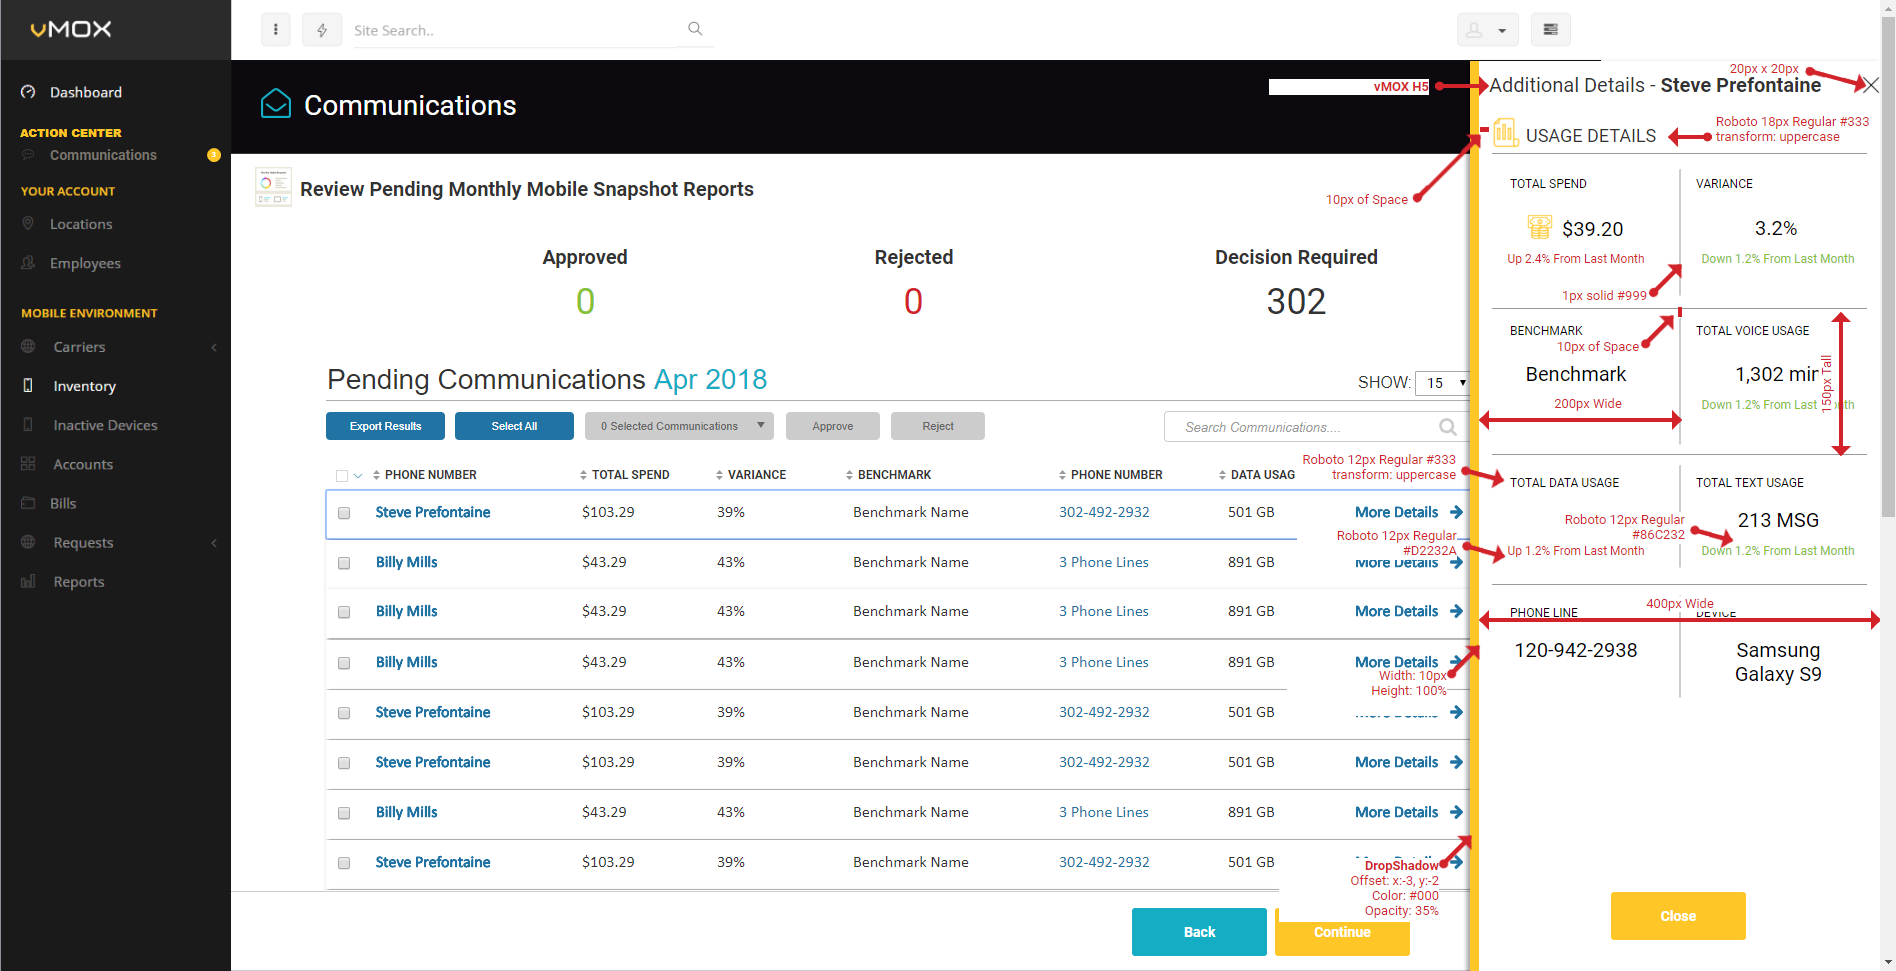 vMOX
Site Search..
Dashboard
ACTION CENTER
Communications
3
YOUR ACCOUNT
Locations
Employees
MOBILE ENVIRONMENT
Carriers
Inventory
Inactive Devices
Accounts
Bills
Requests
Reports
Communications
Review Pending Monthly Mobile Snapshot Reports
Approved
0
Rejected
0
Decision Required
302
Pending Communications Apr 2018
SHOW: 15
Export Results
Select All
0 Selected Communications
Approve
Reject
Search Communications....
PHONE NUMBER TOTAL SPEND VARIANCE BENCHMARK PHONE NUMBER DATA USAG
Steve Prefontaine $103.29 39% Benchmark Name 302-492-2932 501 GB More Details
Billy Mills $43.29 43% Benchmark Name 3 Phone Lines 891 GB More Details
Billy Mills $43.29 43% Benchmark Name 3 Phone Lines 891 GB More Details
Billy Mills $43.29 43% Benchmark Name 3 Phone Lines 891 GB More Details
Steve Prefontaine $103.29 39% Benchmark Name 302-492-2932 501 GB
Steve Prefontaine $103.29 39% Benchmark Name 302-492-2932 501 GB More Details
Billy Mills $43.29 43% Benchmark Name 3 Phone Lines 891 GB More Details
Steve Prefontaine $103.29 39% Benchmark Name 302-492-2932 501 GB
Back
Continue
vMOX H5
10px of Space
Roboto 12px Regular #333
transform: uppercase
Roboto 12px Regular
#D2232A
Width: 10px
Height: 100%
DropShadow
Offset: x:-3, y:-2
Color: #000
Opacity: 35%
20px x 20px
Additional Details - Steve Prefontaine
USAGE DETAILS
Roboto 18px Regular #333
transform: uppercase
TOTAL SPEND
$39.20
Up 2.4% From Last Month
VARIANCE
3.2%
Down 1.2% From Last Month
1px solid #999
BENCHMARK
10px of Space
Benchmark
200px Wide
TOTAL VOICE USAGE
1,302 min
Down 1.2% From Last Month
150px Tall
TOTAL DATA USAGE
Roboto 12px Regular
#86C232
Up 1.2% From Last Month
TOTAL TEXT USAGE
213 MSG
Down 1.2% From Last Month
400px Wide
PHONE LINE
120-942-2938
DEVICE
Samsung
Galaxy S9
Close